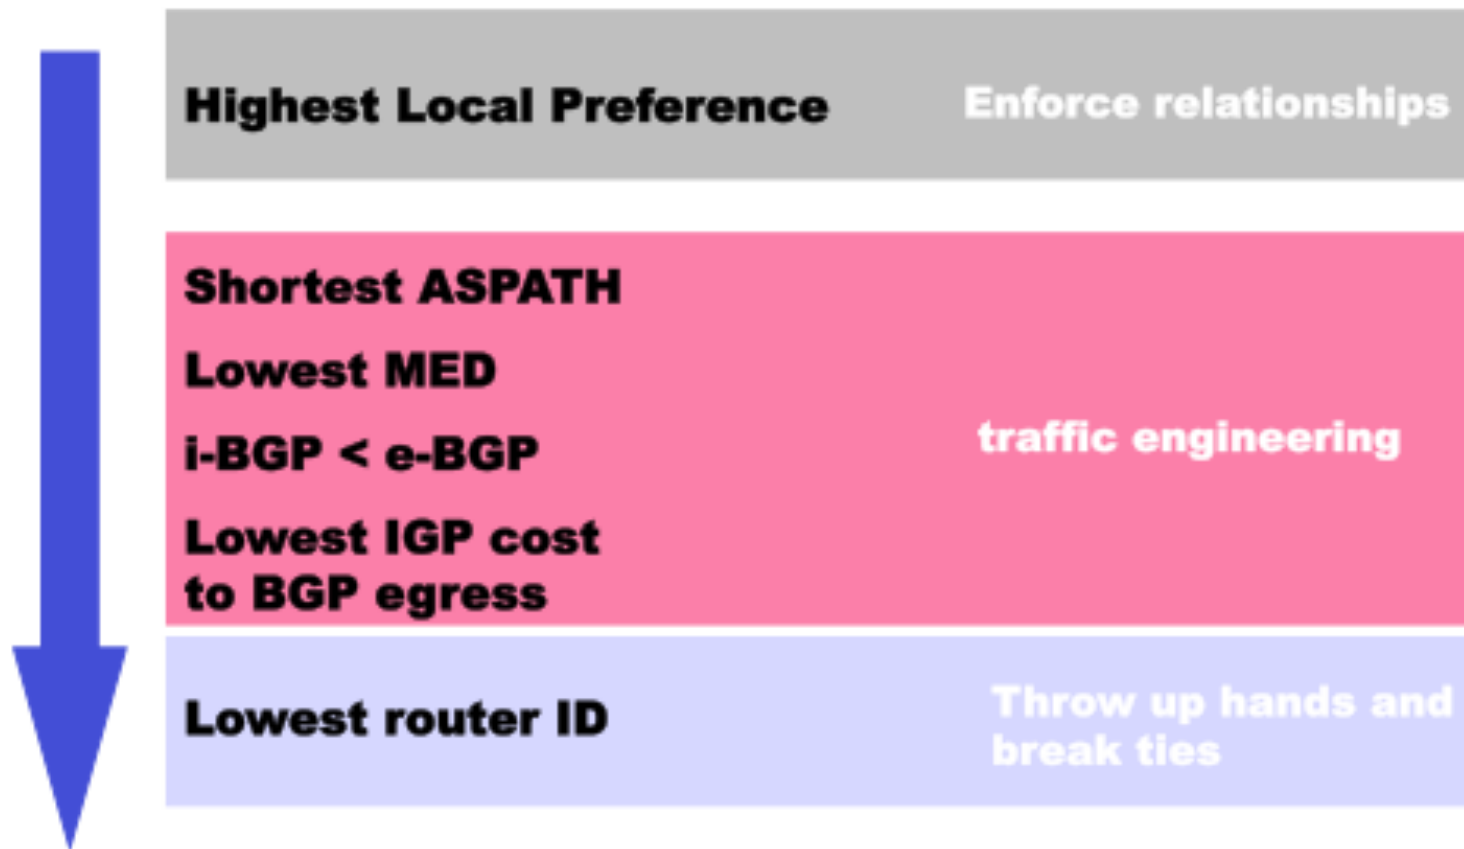 Highest Local Preference
Enforce relationships
Shortest ASPATH
Lowest MED
i-BGP < e-BGP
traffic engineering
Lowest IGP cost
to BGP egress
Lowest router ID
Throw up hands and
break ties